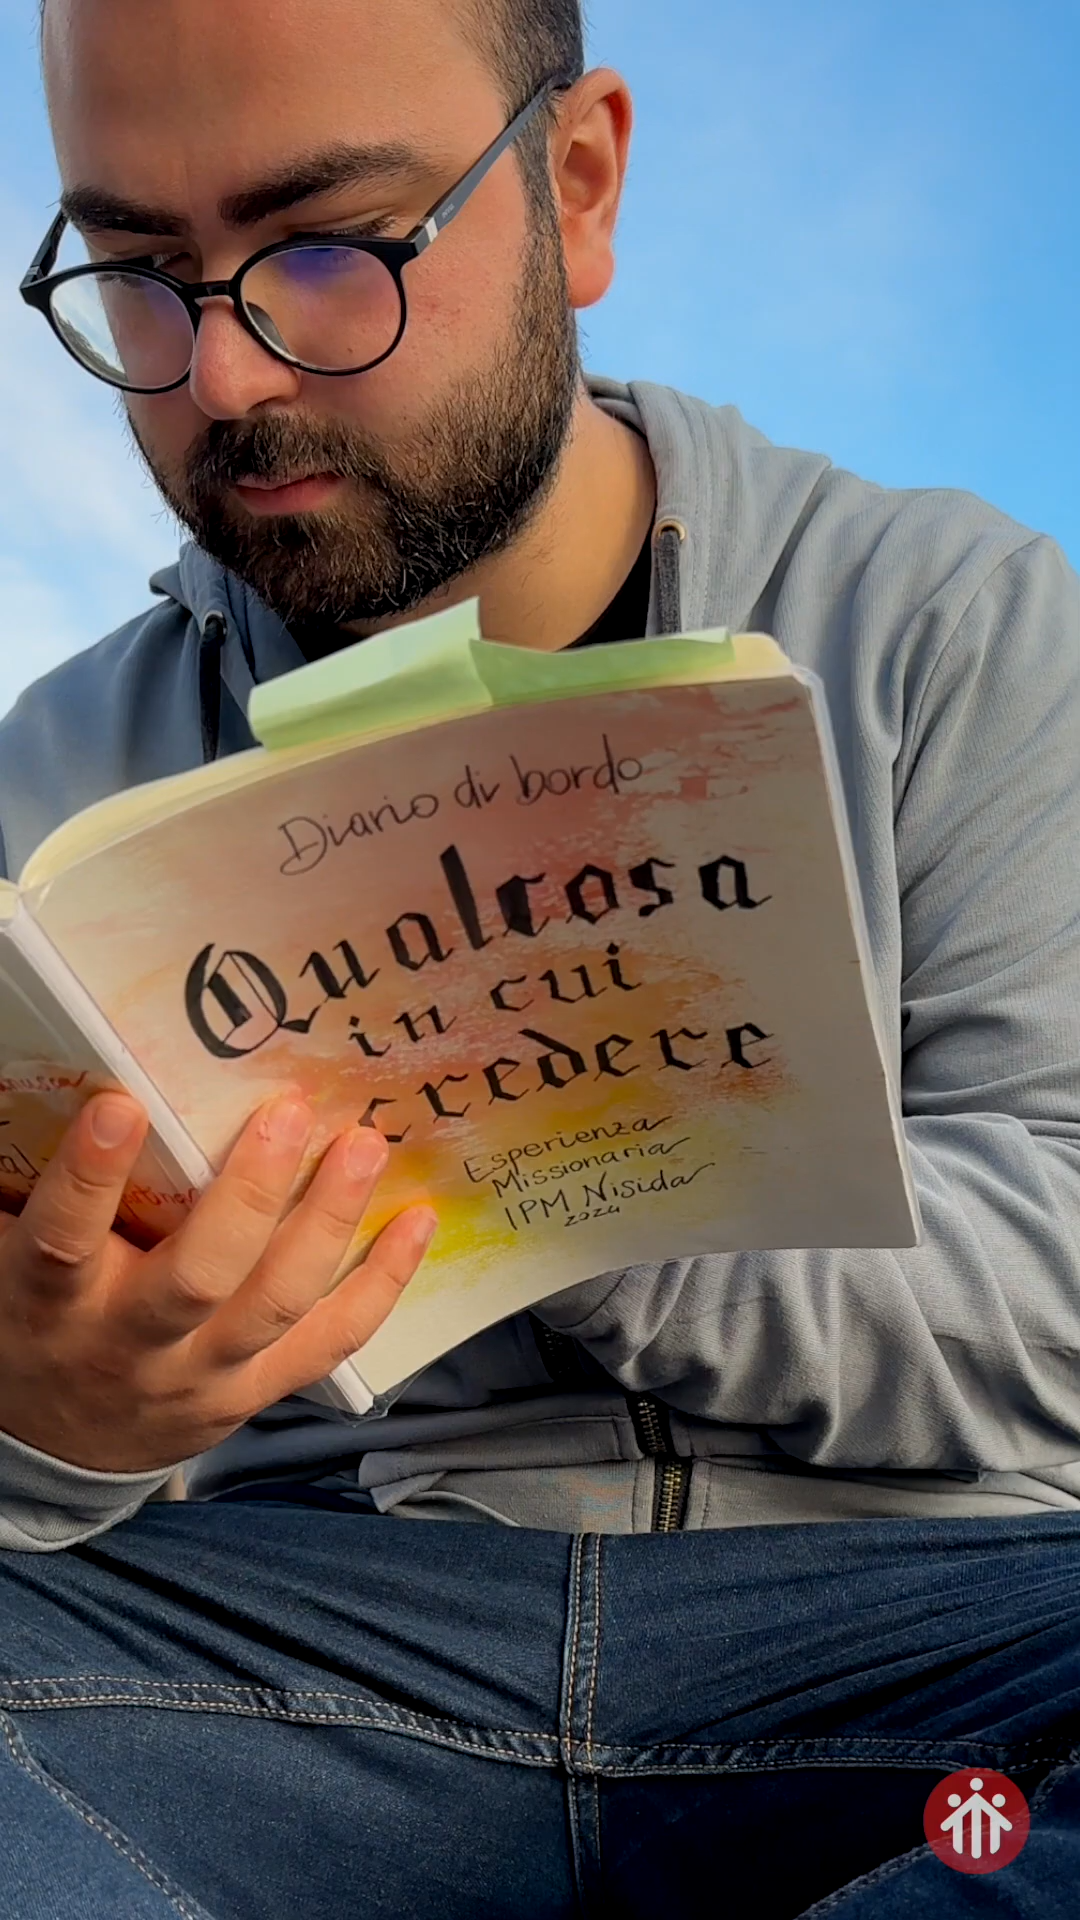 Diario di bordo
Qualcosa
in cui
credere
Esperienza
Missionaria
IPM Nisida
2024